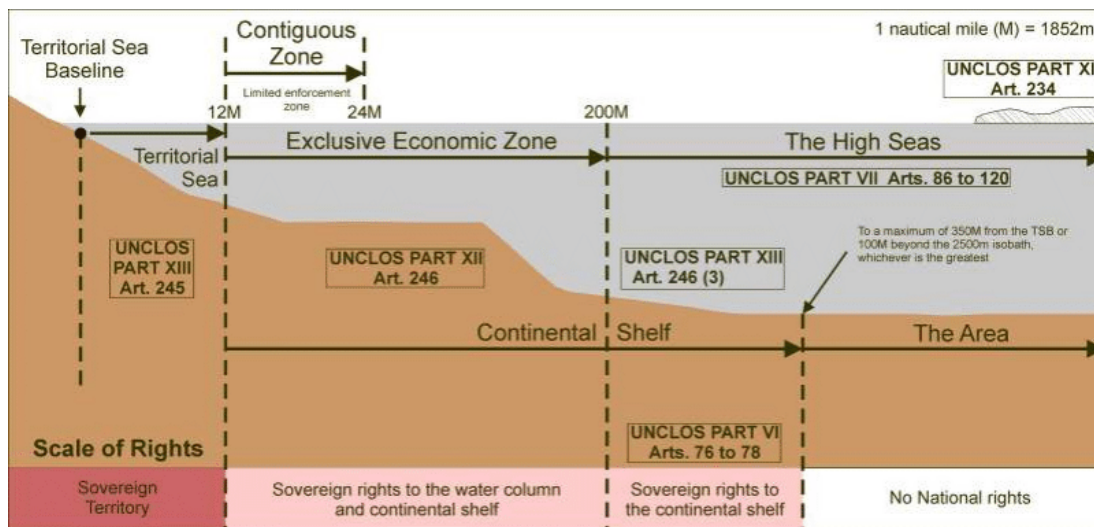 Territorial Sea
Baseline
Contiguous
Zone
Limited enforcement
zone
1 nautical mile (M) = 1852m
UNCLOS PART XI
Art. 234
12M
24M
200M
Territorial
Sea
Exclusive Economic Zone
The High Seas
UNCLOS PART VII Arts. 86 to 120
UNCLOS
PART XIII
Art. 245
UNCLOS PART XII
Art. 246
UNCLOS PART XIII
Art. 246 (3)
To a maximum of 350M from the TSB or
100M beyond the 2500m isobath,
whichever is the greatest
Continental Shelf
The Area
UNCLOS PART VI
Arts. 76 to 78
Scale of Rights
Sovereign
Territory
Sovereign rights to the water column
and continental shelf
Sovereign rights to
the continental shelf
No National rights